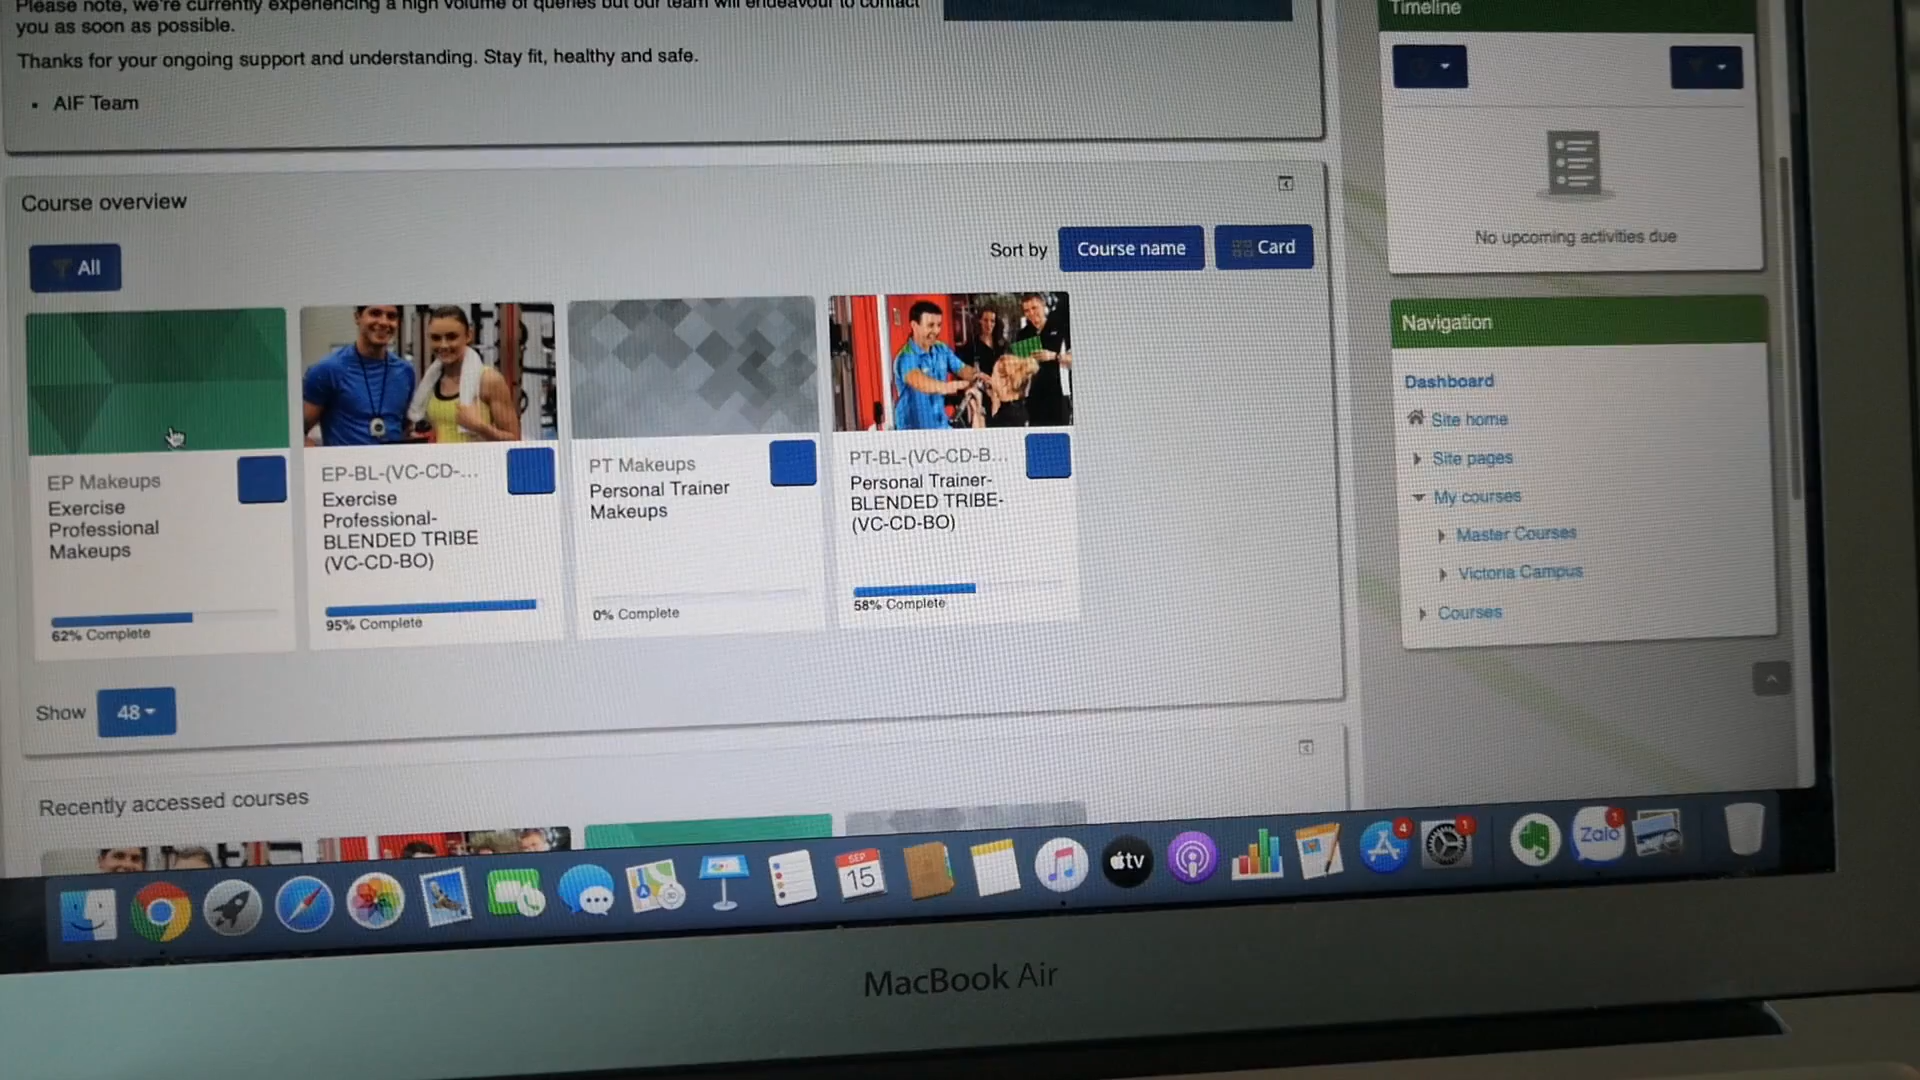 Please note, we're currently experiencing a high volume of queries but our team will endeavour to contact
you as soon as possible.
Thanks for your ongoing support and understanding. Stay fit, healthy and safe.
• AIF Team
Course overview
All
Sort by Course name Card
EP Makeups
Exercise
Professional
Makeups
62% Complete
EP-BL-(VC-CD-...
Exercise
Professional-
BLENDED TRIBE
(VC-CD-BO)
95% Complete
PT Makeups
Personal Trainer
Makeups
0% Complete
PT-BL-(VC-CD-B...
Personal Trainer-
BLENDED TRIBE-
(VC-CD-BO)
58% Complete
Show 48
Recently accessed courses
Timeline
No upcoming activities due
Navigation
Dashboard
Site home
Site pages
My courses
Master Courses
Victoria Campus
Courses
SEP
15
tv
4
1
Zalo
1
MacBook Air